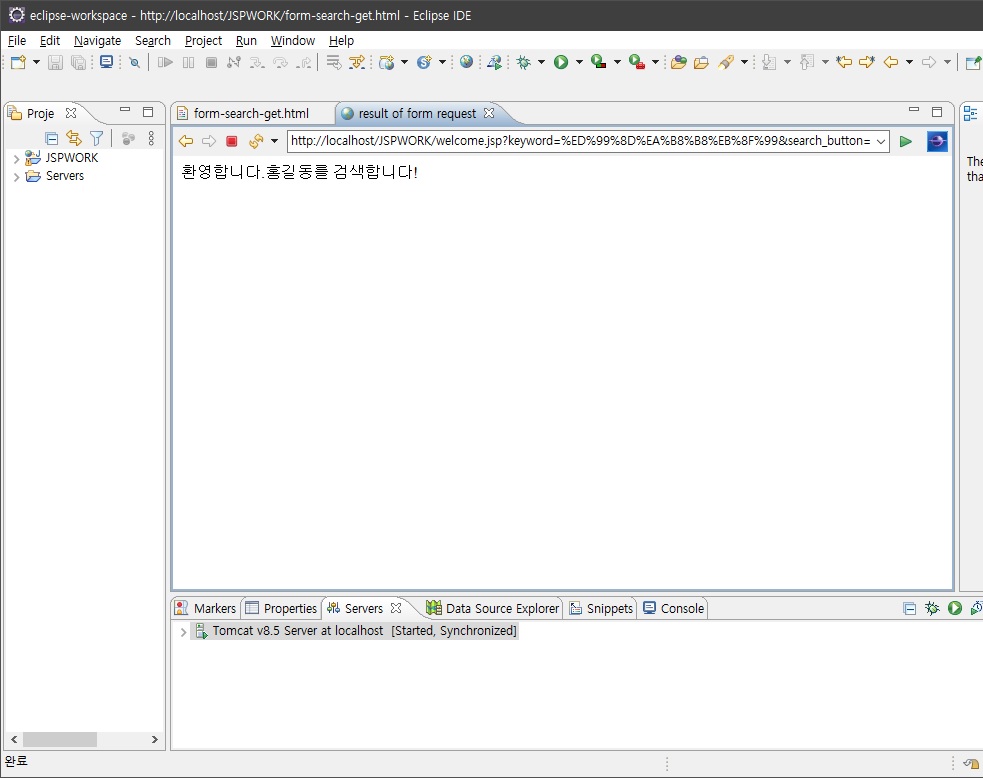 eclipse-workspace - http://localhost/JSPWORK/form-search-get.html - Eclipse IDE
File Edit Navigate Search Project Run Window Help
Proje
form-search-get.html
result of form request
http://localhost/JSPWORK/welcome.jsp?keyword=%ED%99%8D%EA%B8%B8%EB%8F%99&search_button=
JSPWORK
Servers
환영합니다.홍길동를 검색합니다!
The
tha
Markers Properties Servers Data Source Explorer Snippets Console
Tomcat v8.5 Server at localhost [Started, Synchronized]
완료